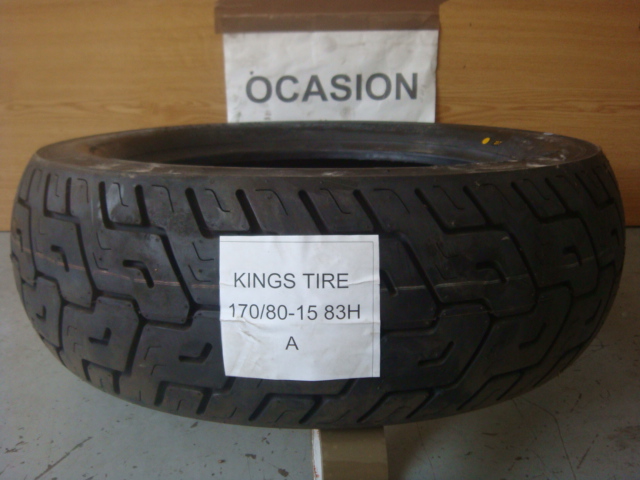 OCASION
KINGS TIRE
170/80-15 83H
A